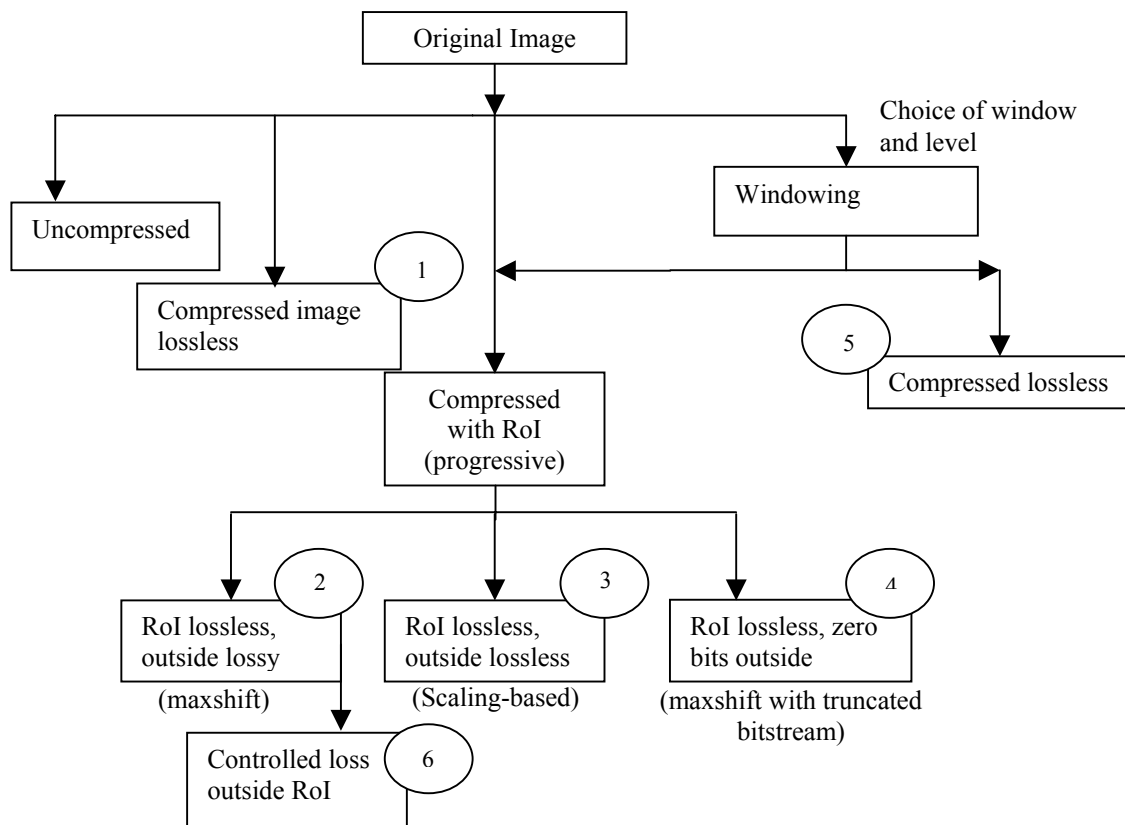 Original Image
Choice of window
and level
Windowing
Uncompressed
1
Compressed image
lossless
5
Compressed lossless
Compressed
with RoI
(progressive)
2
RoI lossless,
outside lossy
(maxshift)
3
RoI lossless,
outside lossless
(Scaling-based)
4
RoI lossless, zero
bits outside
(maxshift with truncated
bitstream)
6
Controlled loss
outside RoI